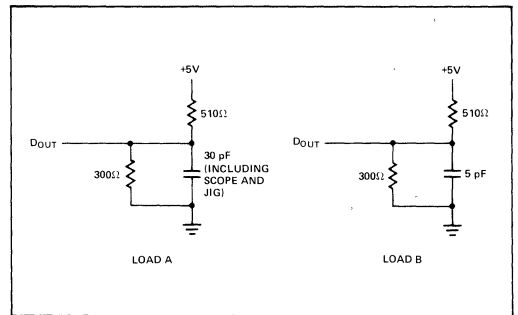 +5V
510Ω
DOUT
300Ω
30 pF
(INCLUDING
SCOPE AND
JIG)
LOAD A
+5V
510Ω
DOUT
300Ω
5 pF
LOAD B